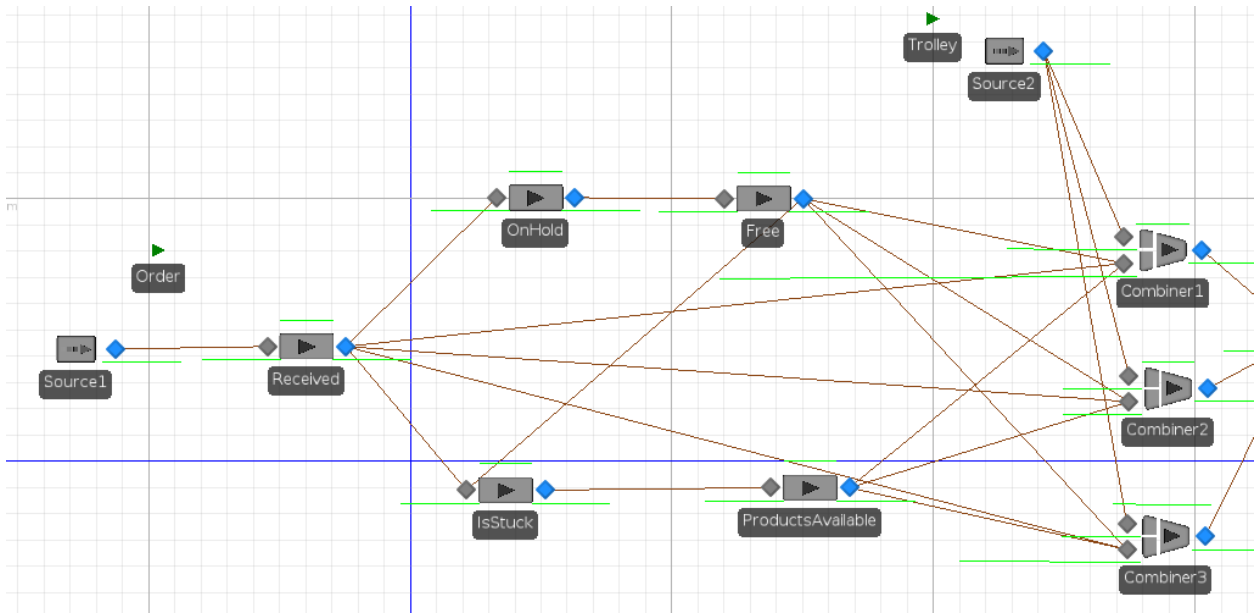 Trolley
Source2
m
OnHold
Free
Order
Combiner1
Source1
Received
Combiner2
IsStuck
ProductsAvailable
Combiner3